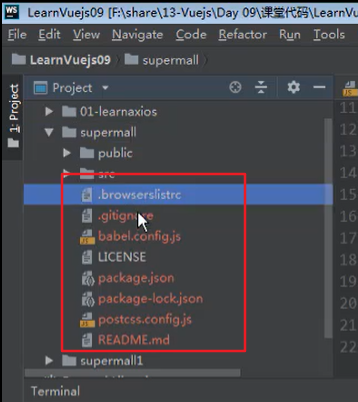 WS LearnVuejs09 [F:\share\13-Vuejs\Day 09\课堂代码\LearnV
File Edit View Navigate Code Refactor Run Tools
LearnVuejs09 supermall
1: Project
Project
01-learnaxios
supermall
public
src
.browserslistrc
.gitignore
babel.config.js
LICENSE
package.json
package-lock.json
postcss.config.js
README.md
supermall1
Terminal
11
12
13
14
15
16
17
18
19
20
21
22